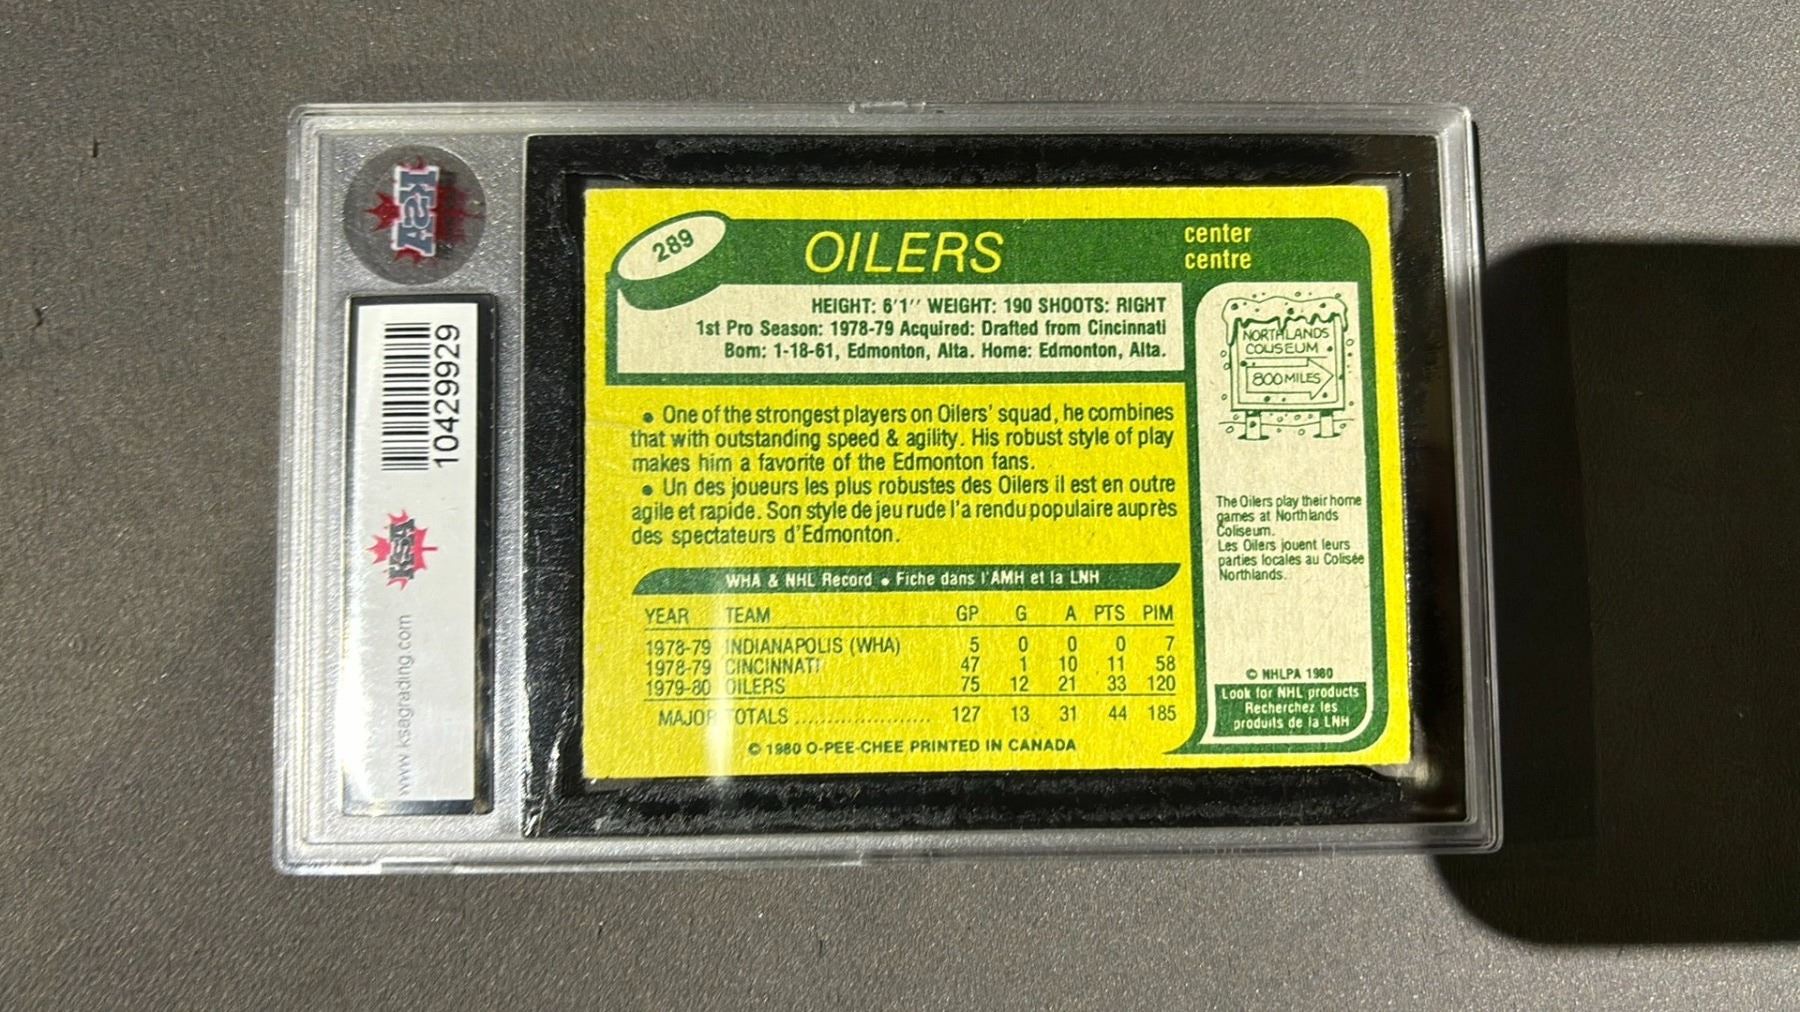 KSA
10429929
KSA
www.ksagrading.com
289
OILERS
center
centre
HEIGHT: 6'1'' WEIGHT: 190 SHOOTS: RIGHT
1st Pro Season: 1978-79 Acquired: Drafted from Cincinnati
Born: 1-18-61, Edmonton, Alta. Home: Edmonton, Alta.
• One of the strongest players on Oilers' squad, he combines
that with outstanding speed & agility. His robust style of play
makes him a favorite of the Edmonton fans.
• Un des joueurs les plus robustes des Oilers il est en outre
agile et rapide. Son style de jeu rude l'a rendu populaire auprès
des spectateurs d'Edmonton.
WHA & NHL Record • Fiche dans l'AMH et la LNH
YEAR TEAM GP G A PTS PIM
1978-79 INDIANAPOLIS (WHA) 5 0 0 0 7
1978-79 CINCINNATI 47 1 10 11 58
1979-80 OILERS 75 12 21 33 120
MAJOR TOTALS ...................... 127 13 31 44 185
© 1980 O-PEE-CHEE PRINTED IN CANADA
NORTHLANDS
COLISEUM
800 MILES
The Oilers play their home
games at Northlands
Coliseum.
Les Oilers jouent leurs
parties locales au Colisée
Northlands.
© NHLPA 1980
Look for NHL products
Recherchez les
produits de la LNH